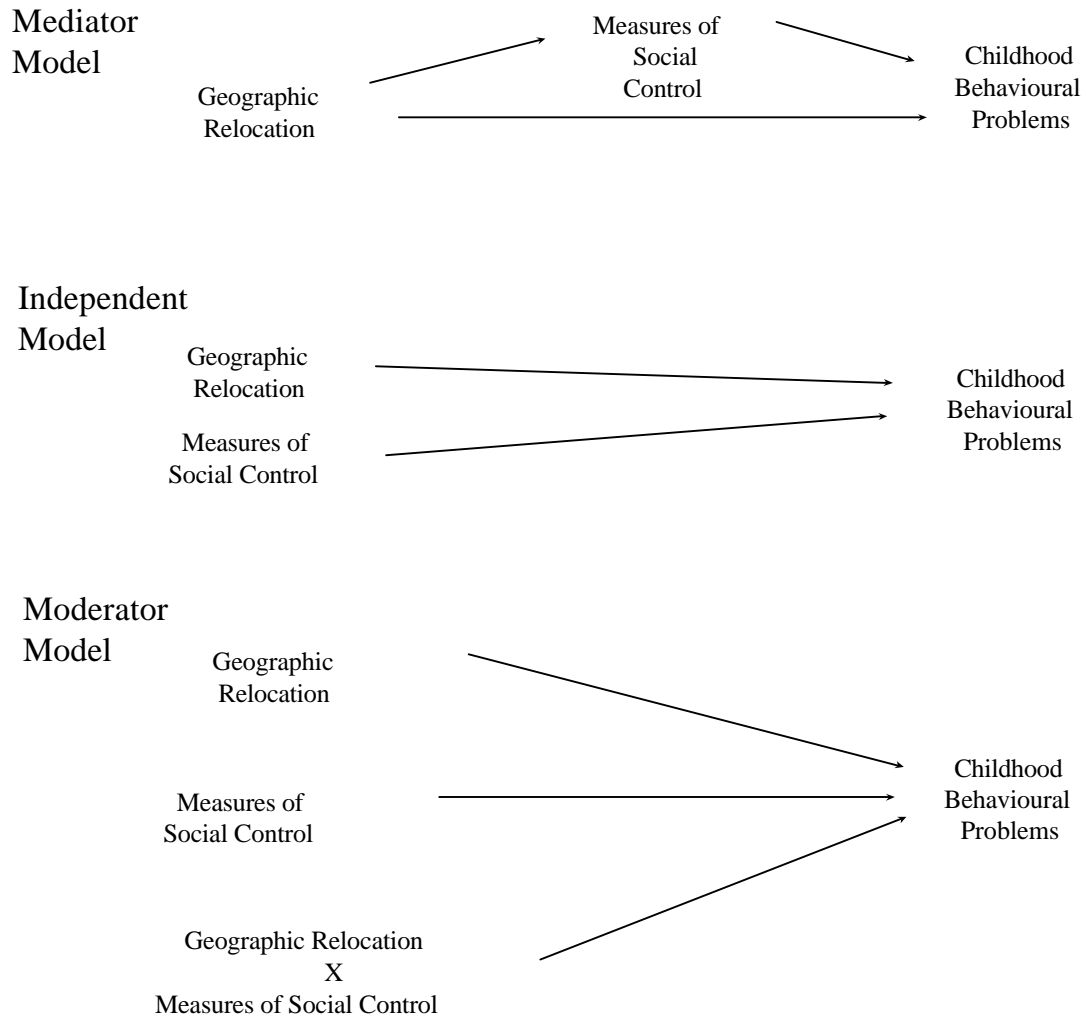 Mediator
Model
Geographic
Relocation
Measures of
Social
Control
Childhood
Behavioural
Problems
Independent
Model
Geographic
Relocation
Measures of
Social Control
Childhood
Behavioural
Problems
Moderator
Model
Geographic
Relocation
Measures of
Social Control
Geographic Relocation
X
Measures of Social Control
Childhood
Behavioural
Problems